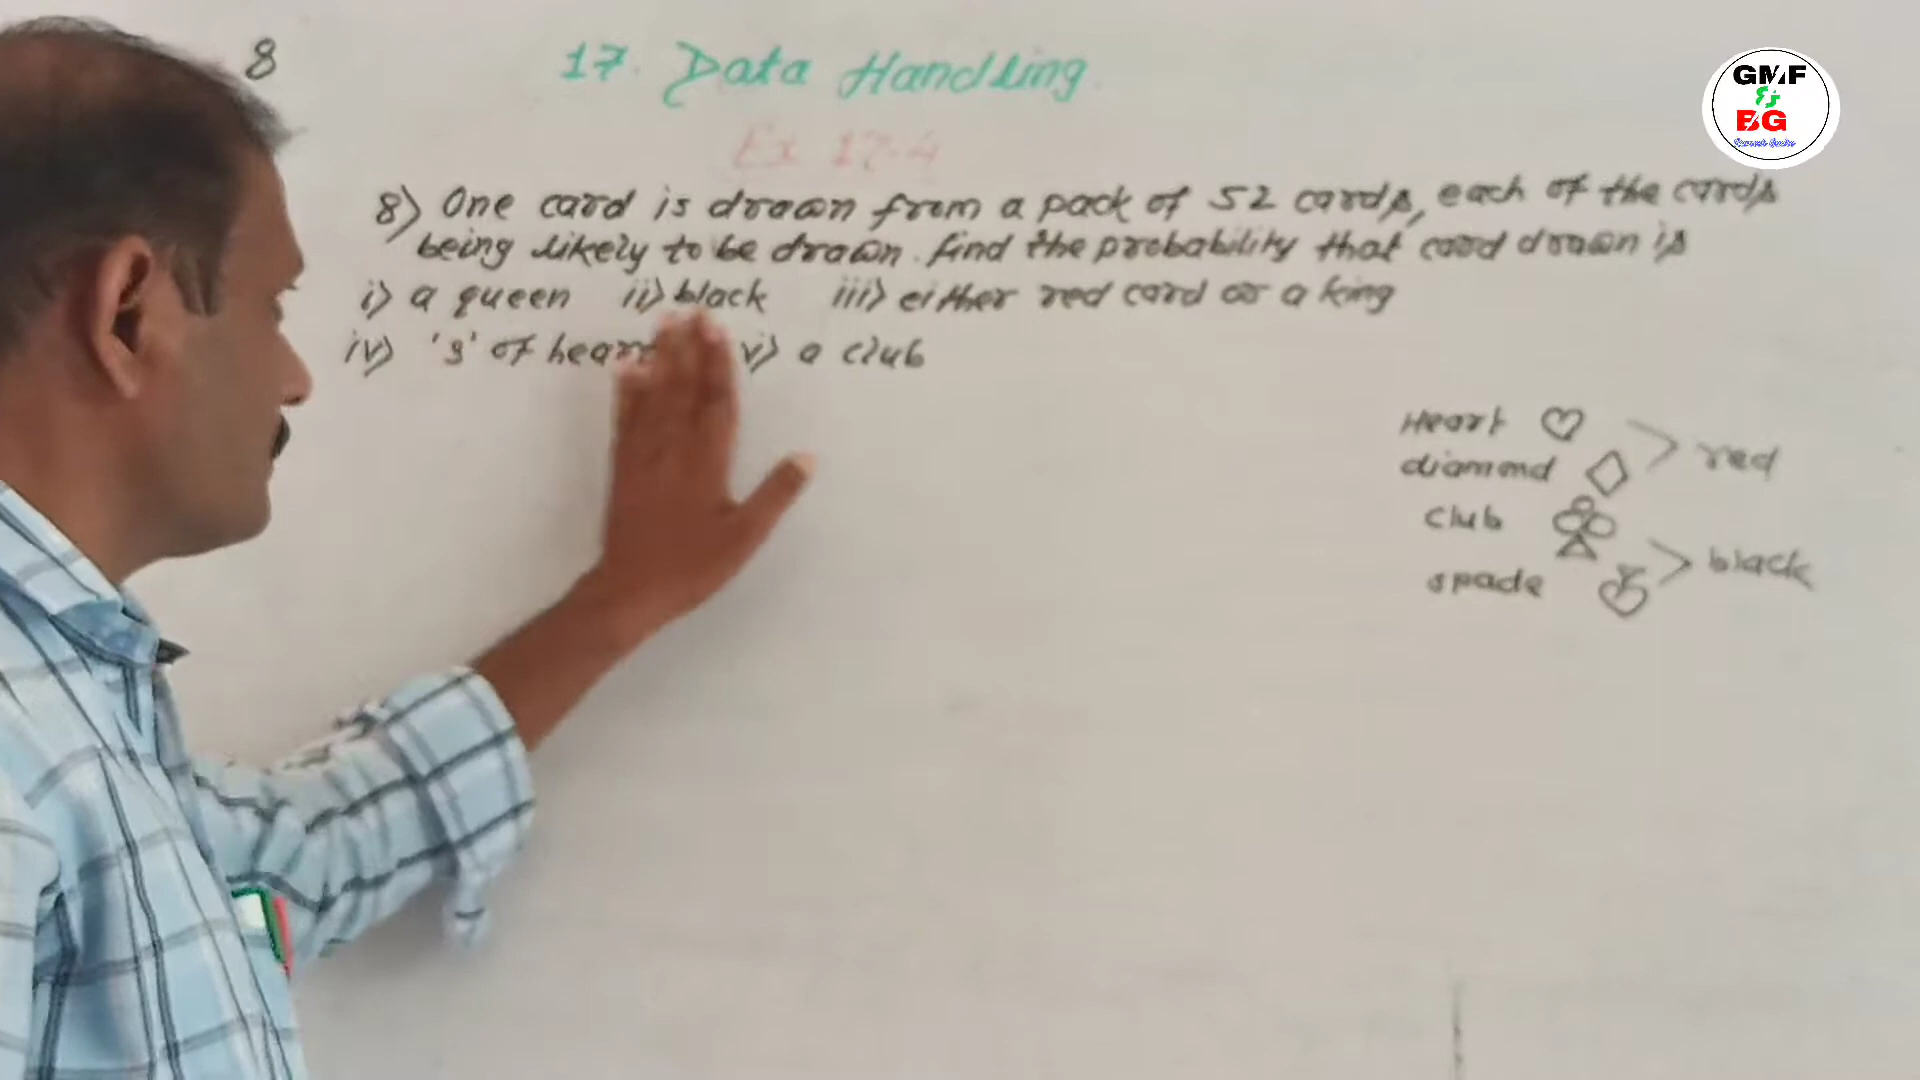 8
17. Data Handling
Ex 17.4
8) One card is drawn from a pack of 52 cards, each of the cards
being likely to be drawn. find the probability that card drawn is
i) a queen ii) black iii) either red card or a king
iv) of v) a club
Heart
diamond
red
club
spade
black
GMF
BG